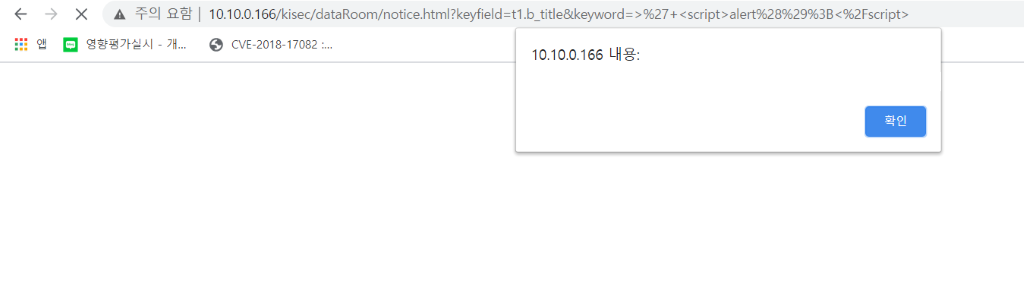 주의 요함 | 10.10.0.166/kisec/dataRoom/notice.html?keyfield=t1.b_title&keyword=>%27+<script>alert%28%29%3B<%2Fscript>
앱 영향평가실시 - 개... CVE-2018-17082 :...
10.10.0.166 내용:
확인